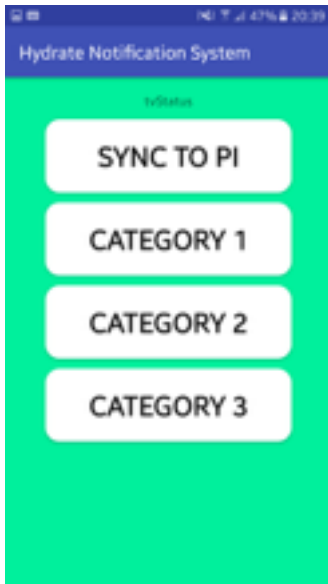 47% 20:39
Hydrate Notification System
tvStatus
SYNC TO PI
CATEGORY 1
CATEGORY 2
CATEGORY 3